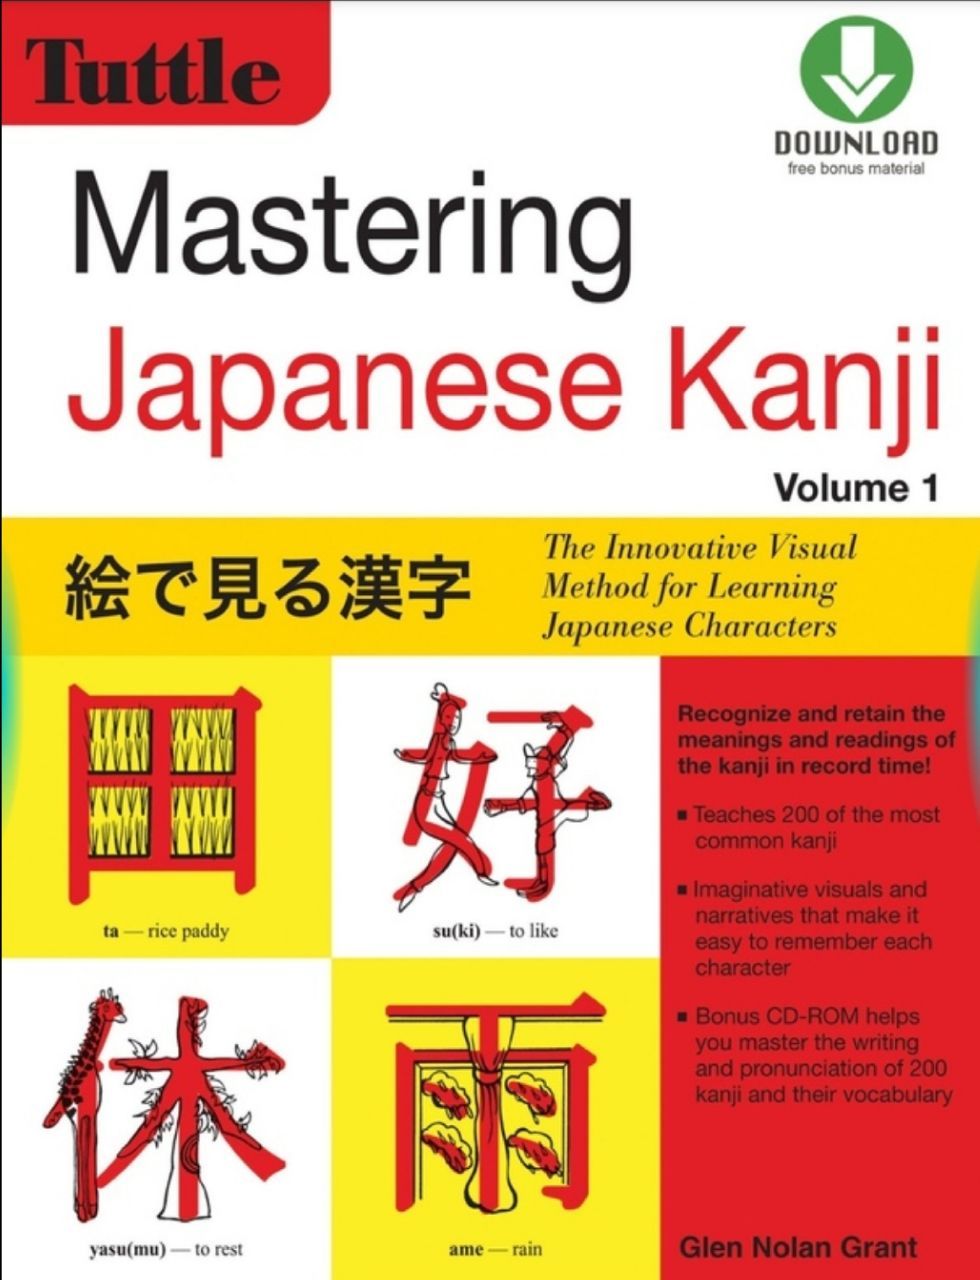 Tuttle
DOWNLOAD
free bonus material
Mastering
Japanese Kanji
Volume 1
絵で見る漢字
The Innovative Visual
Method for Learning
Japanese Characters
田
ta — rice paddy
好
su(ki) — to like
休
yasu(mu) — to rest
雨
ame — rain
Recognize and retain the
meanings and readings of
the kanji in record time!
▪ Teaches 200 of the most
common kanji
▪ Imaginative visuals and
narratives that make it
easy to remember each
character
▪ Bonus CD-ROM helps
you master the writing
and pronunciation of 200
kanji and their vocabulary
Glen Nolan Grant